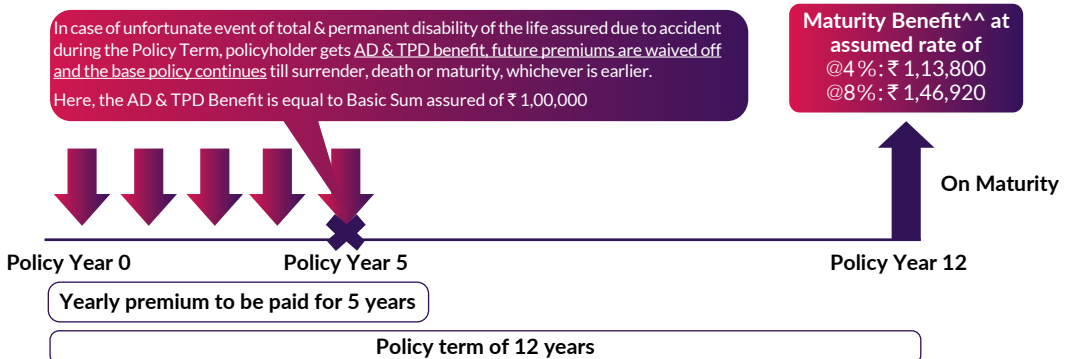 In case of unfortunate event of total & permanent disability of the life assured due to accident
during the Policy Term, policyholder gets AD & TPD benefit, future premiums are waived off
and the base policy continues till surrender, death or maturity, whichever is earlier.
Here, the AD & TPD Benefit is equal to Basic Sum assured of ₹ 1,00,000
Maturity Benefit^^ at
assumed rate of
@4%: ₹ 1,13,800
@8%: ₹ 1,46,920
On Maturity
Policy Year 0
Policy Year 5
Policy Year 12
Yearly premium to be paid for 5 years
Policy term of 12 years